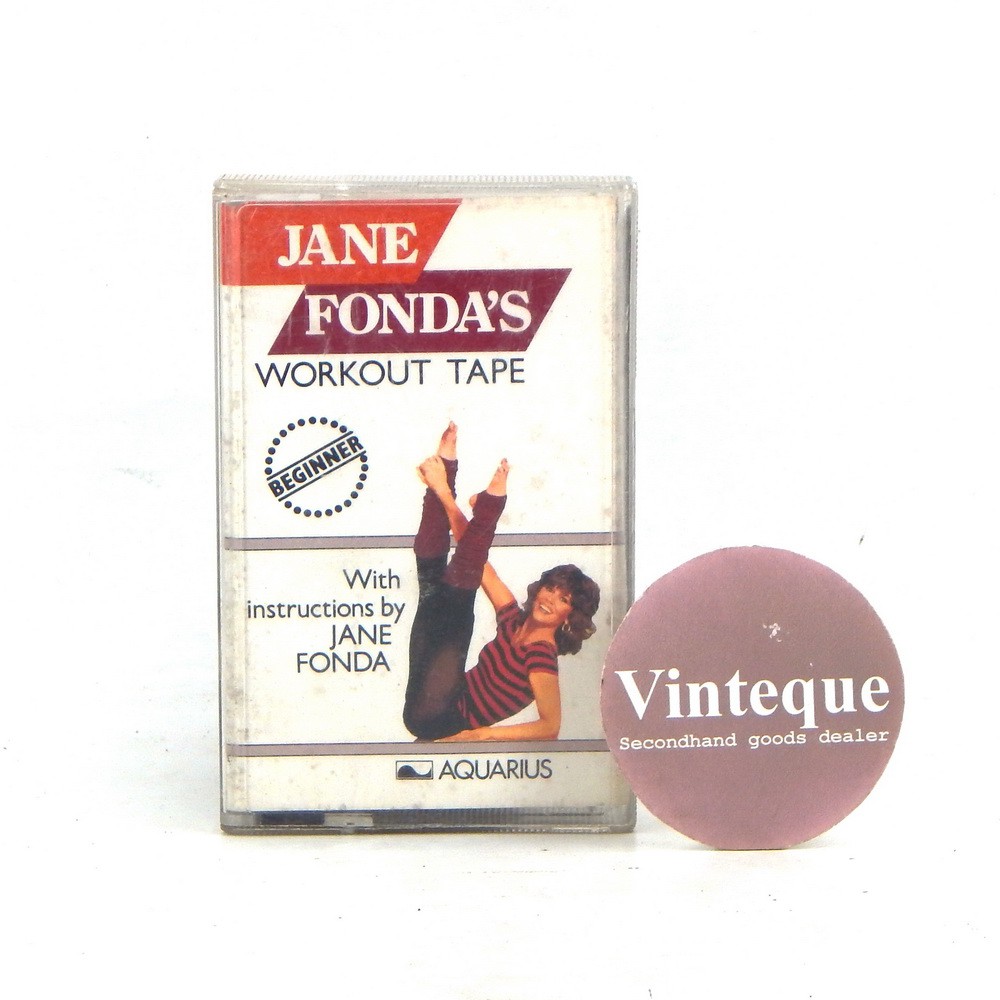 JANE
FONDA'S
WORKOUT TAPE
BEGINNER
With
instructions by
JANE
FONDA
AQUARIUS
Vinteque
Secondhand goods dealer